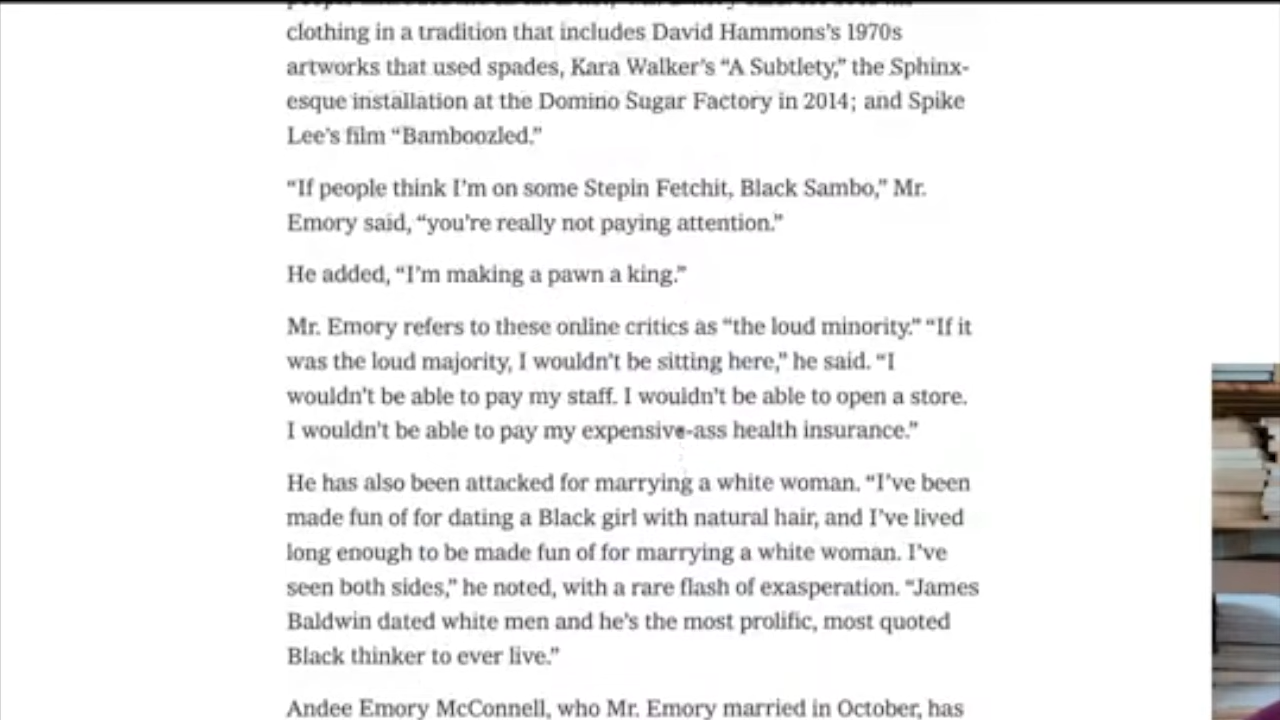 clothing in a tradition that includes David Hammons's 1970s
artworks that used spades, Kara Walker's “A Subtlety,” the Sphinx-
esque installation at the Domino Sugar Factory in 2014; and Spike
Lee's film “Bamboozled.”
“If people think I'm on some Stepin Fetchit, Black Sambo,” Mr.
Emory said, “you're really not paying attention.”
He added, “I'm making a pawn a king.”
Mr. Emory refers to these online critics as “the loud minority.” “If it
was the loud majority, I wouldn't be sitting here,” he said. “I
wouldn't be able to pay my staff. I wouldn't be able to open a store.
I wouldn't be able to pay my expensive-ass health insurance.”
He has also been attacked for marrying a white woman. “I've been
made fun of for dating a Black girl with natural hair, and I've lived
long enough to be made fun of for marrying a white woman. I've
seen both sides,” he noted, with a rare flash of exasperation. “James
Baldwin dated white men and he's the most prolific, most quoted
Black thinker to ever live.”
Andee Emory McConnell, who Mr. Emory married in October, has